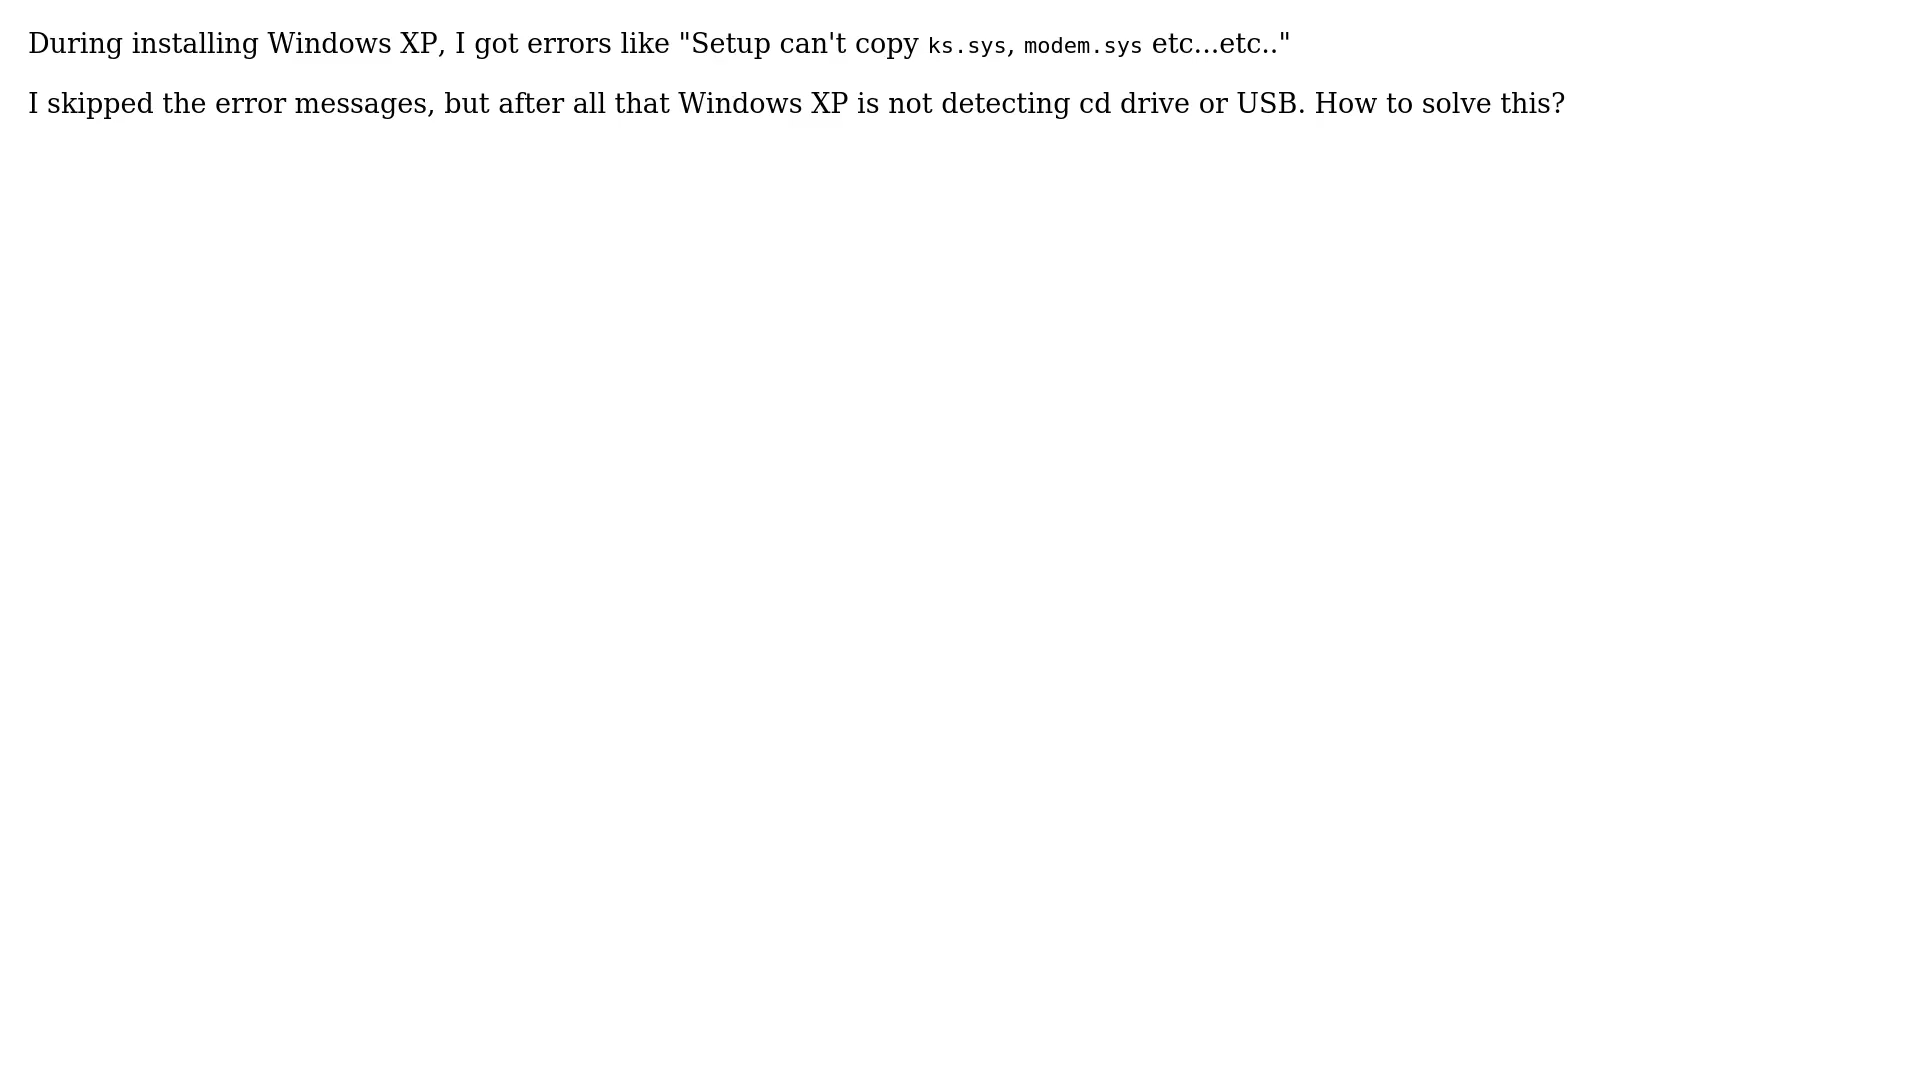 During installing Windows XP, I got errors like "Setup can't copy ks.sys, modem.sys etc...etc.."
I skipped the error messages, but after all that Windows XP is not detecting cd drive or USB. How to solve this?